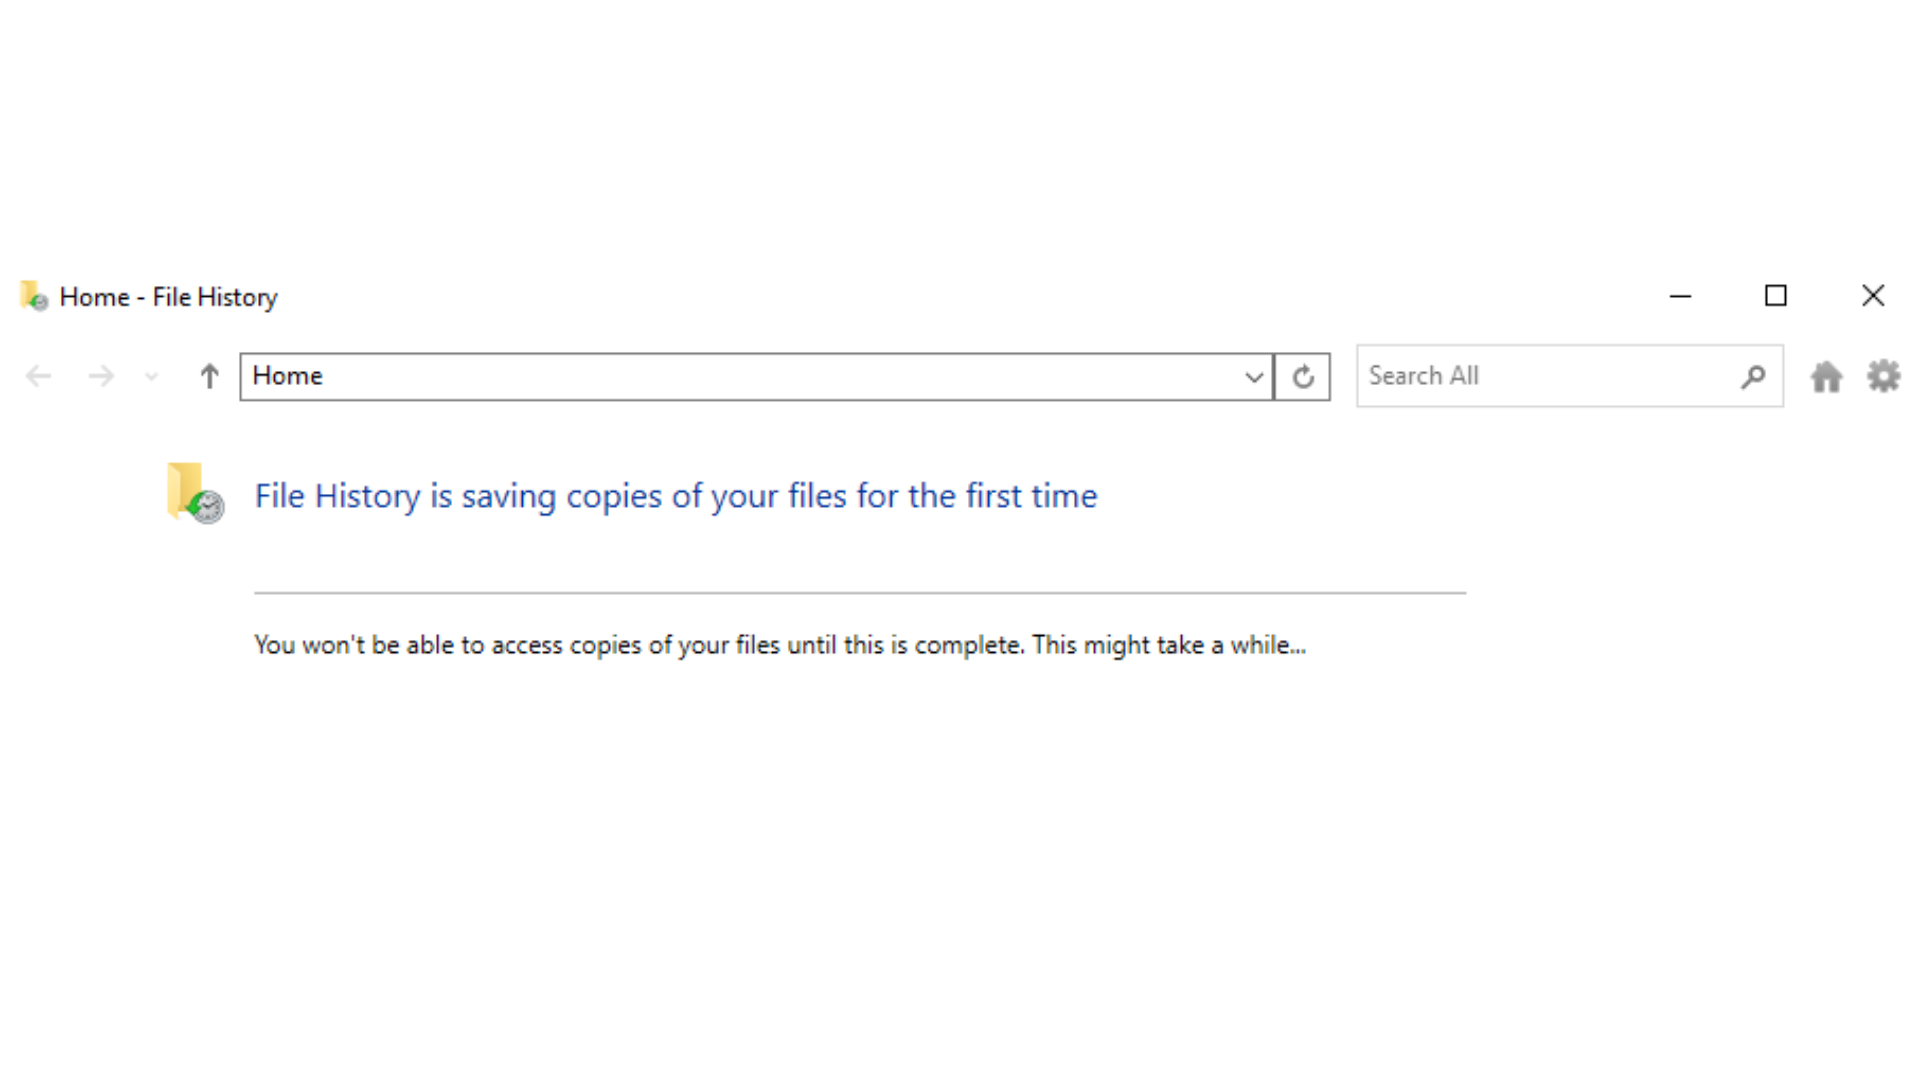 Home - File History
Home
Search All
File History is saving copies of your files for the first time
You won't be able to access copies of your files until this is complete. This might take a while...